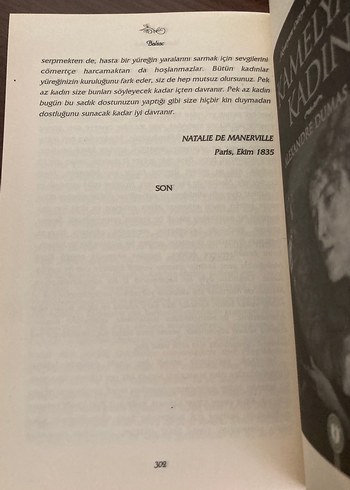 Balzac
serpmekten de, hasta bir yüreğin yaralarını sarmak için sevgilerini
cömertçe harcamaktan da hoşlanmazlar. Bütün kadınlar
yüreğinizin kuruluğunu fark eder, siz de hep mutsuz olursunuz. Pek
az kadın size bunları söyleyecek kadar içten davranır. Pek az kadın
bugün bu sadık dostunuzun yaptığı gibi size hiçbir kin duymadan
dostluğunu sunacak kadar iyi davranır.
NATALIE DE MANERVILLE
Paris, Ekim 1835
SON
KAMELYALI
KADIN
ALEXANDRE DUMAS